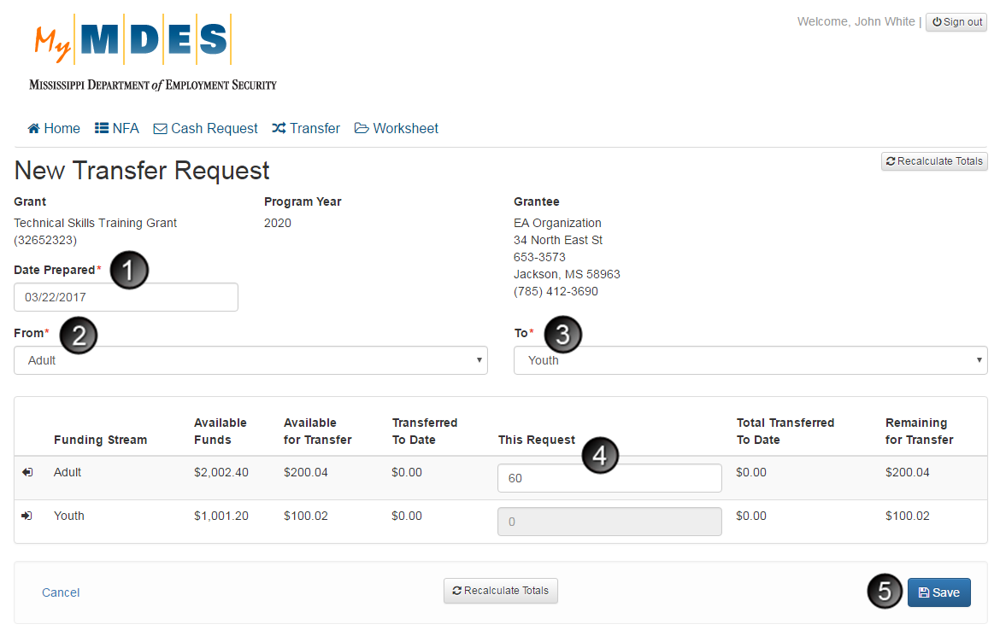 My MDES
Welcome, John White | Sign out
MISSISSIPPI DEPARTMENT of EMPLOYMENT SECURITY
Home NFA Cash Request Transfer Worksheet
New Transfer Request
Recalculate Totals
Grant Program Year Grantee
Technical Skills Training Grant 2020 EA Organization
(32652323) 34 North East St
653-3573
Date Prepared* 1
Jackson, MS 58963
(785) 412-3690
03/22/2017
From* 2 To* 3
Adult Youth
Available Available Transferred Total Transferred Remaining
Funding Stream Funds for Transfer To Date This Request 4 To Date for Transfer
Adult $2,002.40 $200.04 $0.00 60 $0.00 $200.04
Youth $1,001.20 $100.02 $0.00 0 $0.00 $100.02
Cancel Recalculate Totals 5 Save